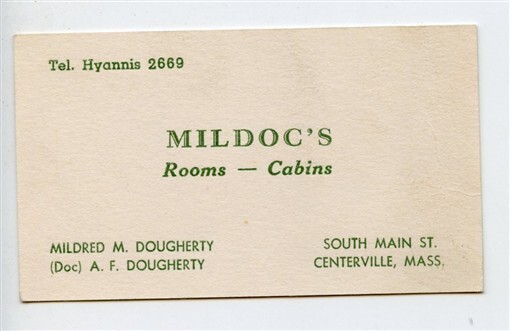 Tel. Hyannis 2669
MILDOC'S
Rooms — Cabins
MILDRED M. DOUGHERTY
(Doc) A. F. DOUGHERTY
SOUTH MAIN ST.
CENTERVILLE, MASS.